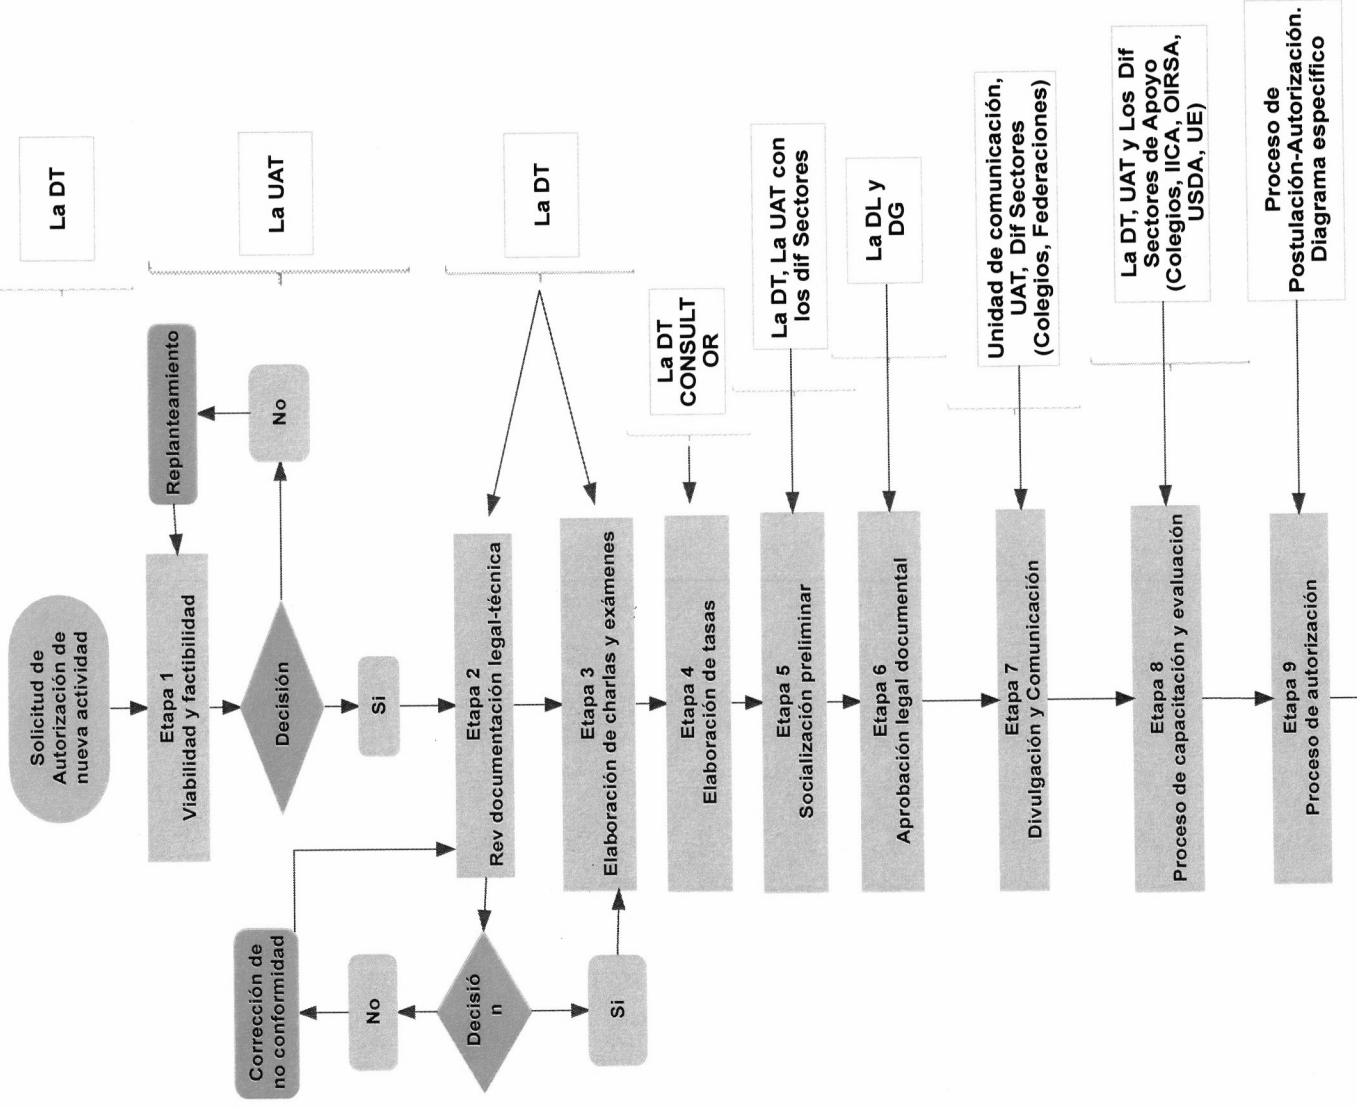 Solicitud de
Autorización de
nueva actividad
La DT
Etapa 1
Viabilidad y factibilidad
Replanteamiento
La UAT
Decisión
No
Si
Etapa 2
Rev documentación legal-técnica
La DT
Corrección de
no conformidad
No
Decisió
n
Si
Etapa 3
Elaboración de charlas y exámenes
Etapa 4
Elaboración de tasas
La DT
CONSULT
OR
Etapa 5
Socialización preliminar
La DT, La UAT con
los dif Sectores
Etapa 6
Aprobación legal documental
La DL y
DG
Etapa 7
Divulgación y Comunicación
Unidad de comunicación,
UAT, Dif Sectores
(Colegios, Federaciones)
Etapa 8
Proceso de capacitación y evaluación
La DT, UAT y Los Dif
Sectores de Apoyo
(Colegios, IICA, OIRSA,
USDA, UE)
Etapa 9
Proceso de autorización
Proceso de
Postulación-Autorización.
Diagrama específico